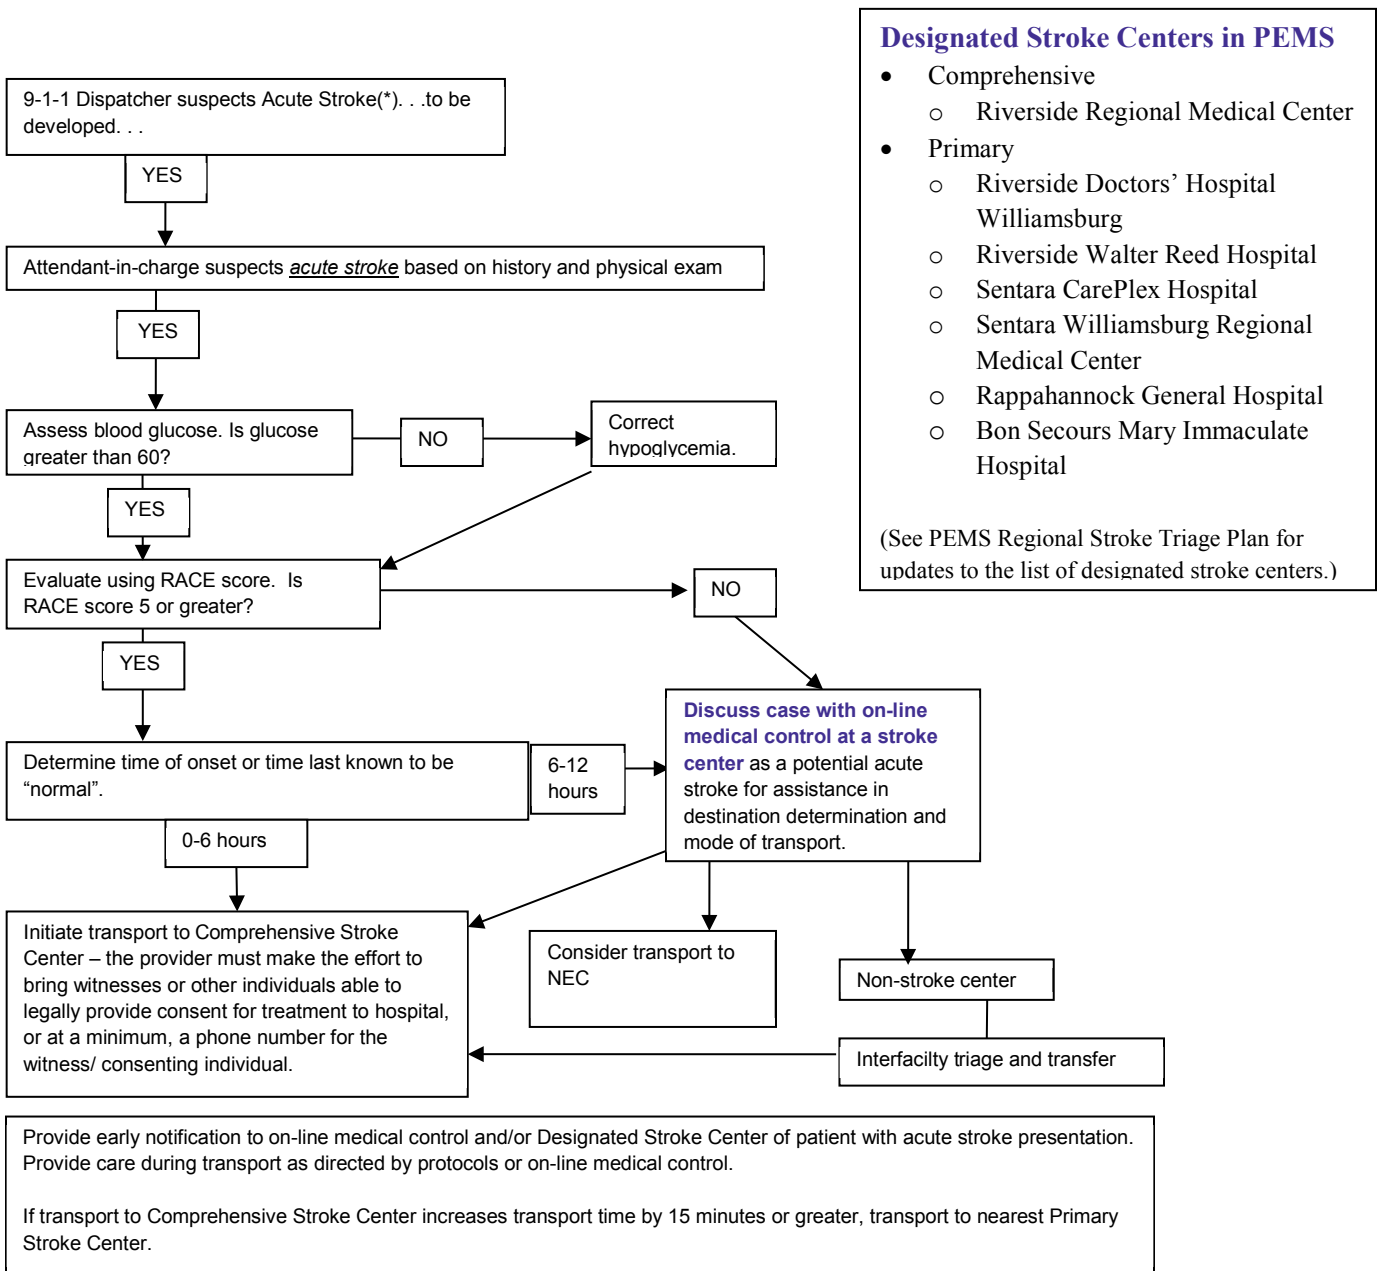 9-1-1 Dispatcher suspects Acute Stroke(*). . .to be
developed. . .
YES
Attendant-in-charge suspects acute stroke based on history and physical exam
YES
Assess blood glucose. Is glucose
greater than 60?
NO
Correct
hypoglycemia.
YES
Evaluate using RACE score.  Is
RACE score 5 or greater?
NO
YES
Discuss case with on-line
medical control at a stroke
center as a potential acute
stroke for assistance in
destination determination and
mode of transport.
Determine time of onset or time last known to be
“normal”.
6-12
hours
0-6 hours
Initiate transport to Comprehensive Stroke
Center – the provider must make the effort to
bring witnesses or other individuals able to
legally provide consent for treatment to hospital,
or at a minimum, a phone number for the
witness/ consenting individual.
Consider transport to
NEC
Non-stroke center
Interfacilty triage and transfer
Provide early notification to on-line medical control and/or Designated Stroke Center of patient with acute stroke presentation.
Provide care during transport as directed by protocols or on-line medical control.
If transport to Comprehensive Stroke Center increases transport time by 15 minutes or greater, transport to nearest Primary
Stroke Center.
Designated Stroke Centers in PEMS
• Comprehensive
o Riverside Regional Medical Center
• Primary
o Riverside Doctors’ Hospital
Williamsburg
o Riverside Walter Reed Hospital
o Sentara CarePlex Hospital
o Sentara Williamsburg Regional
Medical Center
o Rappahannock General Hospital
o Bon Secours Mary Immaculate
Hospital
(See PEMS Regional Stroke Triage Plan for
updates to the list of designated stroke centers.)